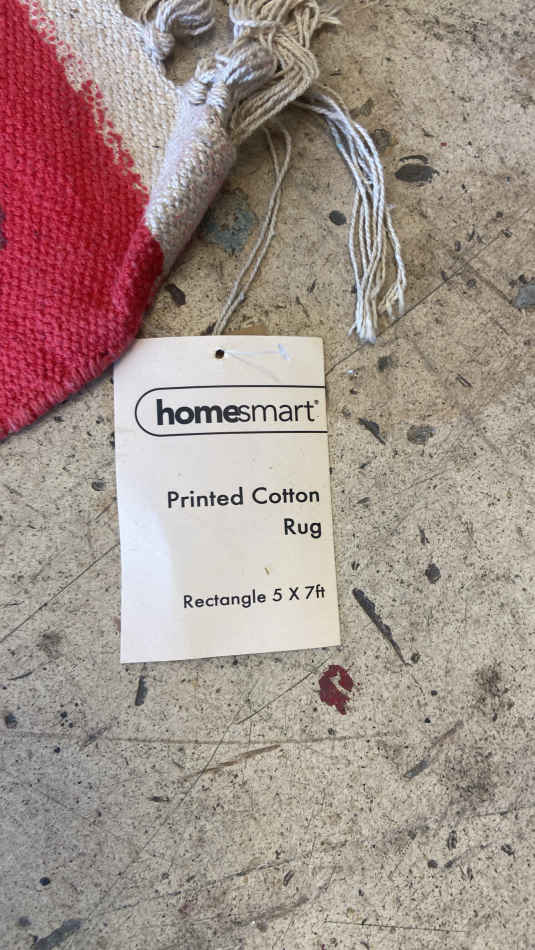 homesmart®
Printed Cotton
Rug
Rectangle 5 X 7ft